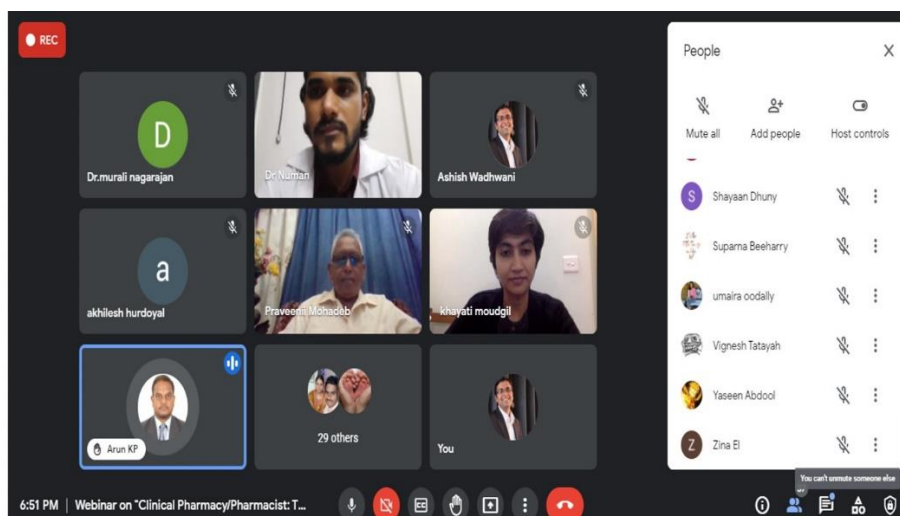 REC
D
Dr.murali nagarajan
Dr Numan
Ashish Wadhwani
a
akhilesh hurdoyal
Praveenii Mohadeb
khayati moudgil
Arun KP
29 others
You
People
Mute all
Add people
Host controls
S
Shayaan Dhuny
Suparna Beeharry
umaira oodally
Vignesh Tatayah
Yaseen Abdool
Z
Zina El
You can't unmute someone else
6:51 PM | Webinar on "Clinical Pharmacy/Pharmacist: T...